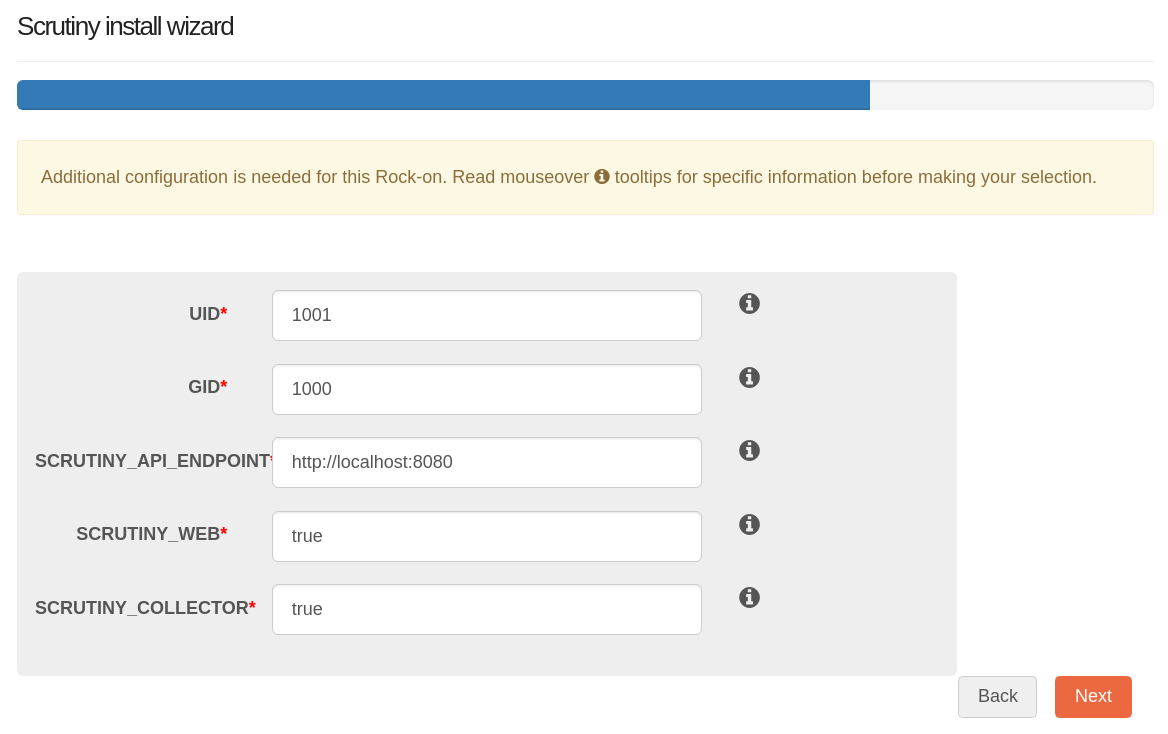 Scrutiny install wizard
Additional configuration is needed for this Rock-on. Read mouseover tooltips for specific information before making your selection.
UID* 1001
GID* 1000
SCRUTINY_API_ENDPOINT* http://localhost:8080
SCRUTINY_WEB* true
SCRUTINY_COLLECTOR* true
Back Next